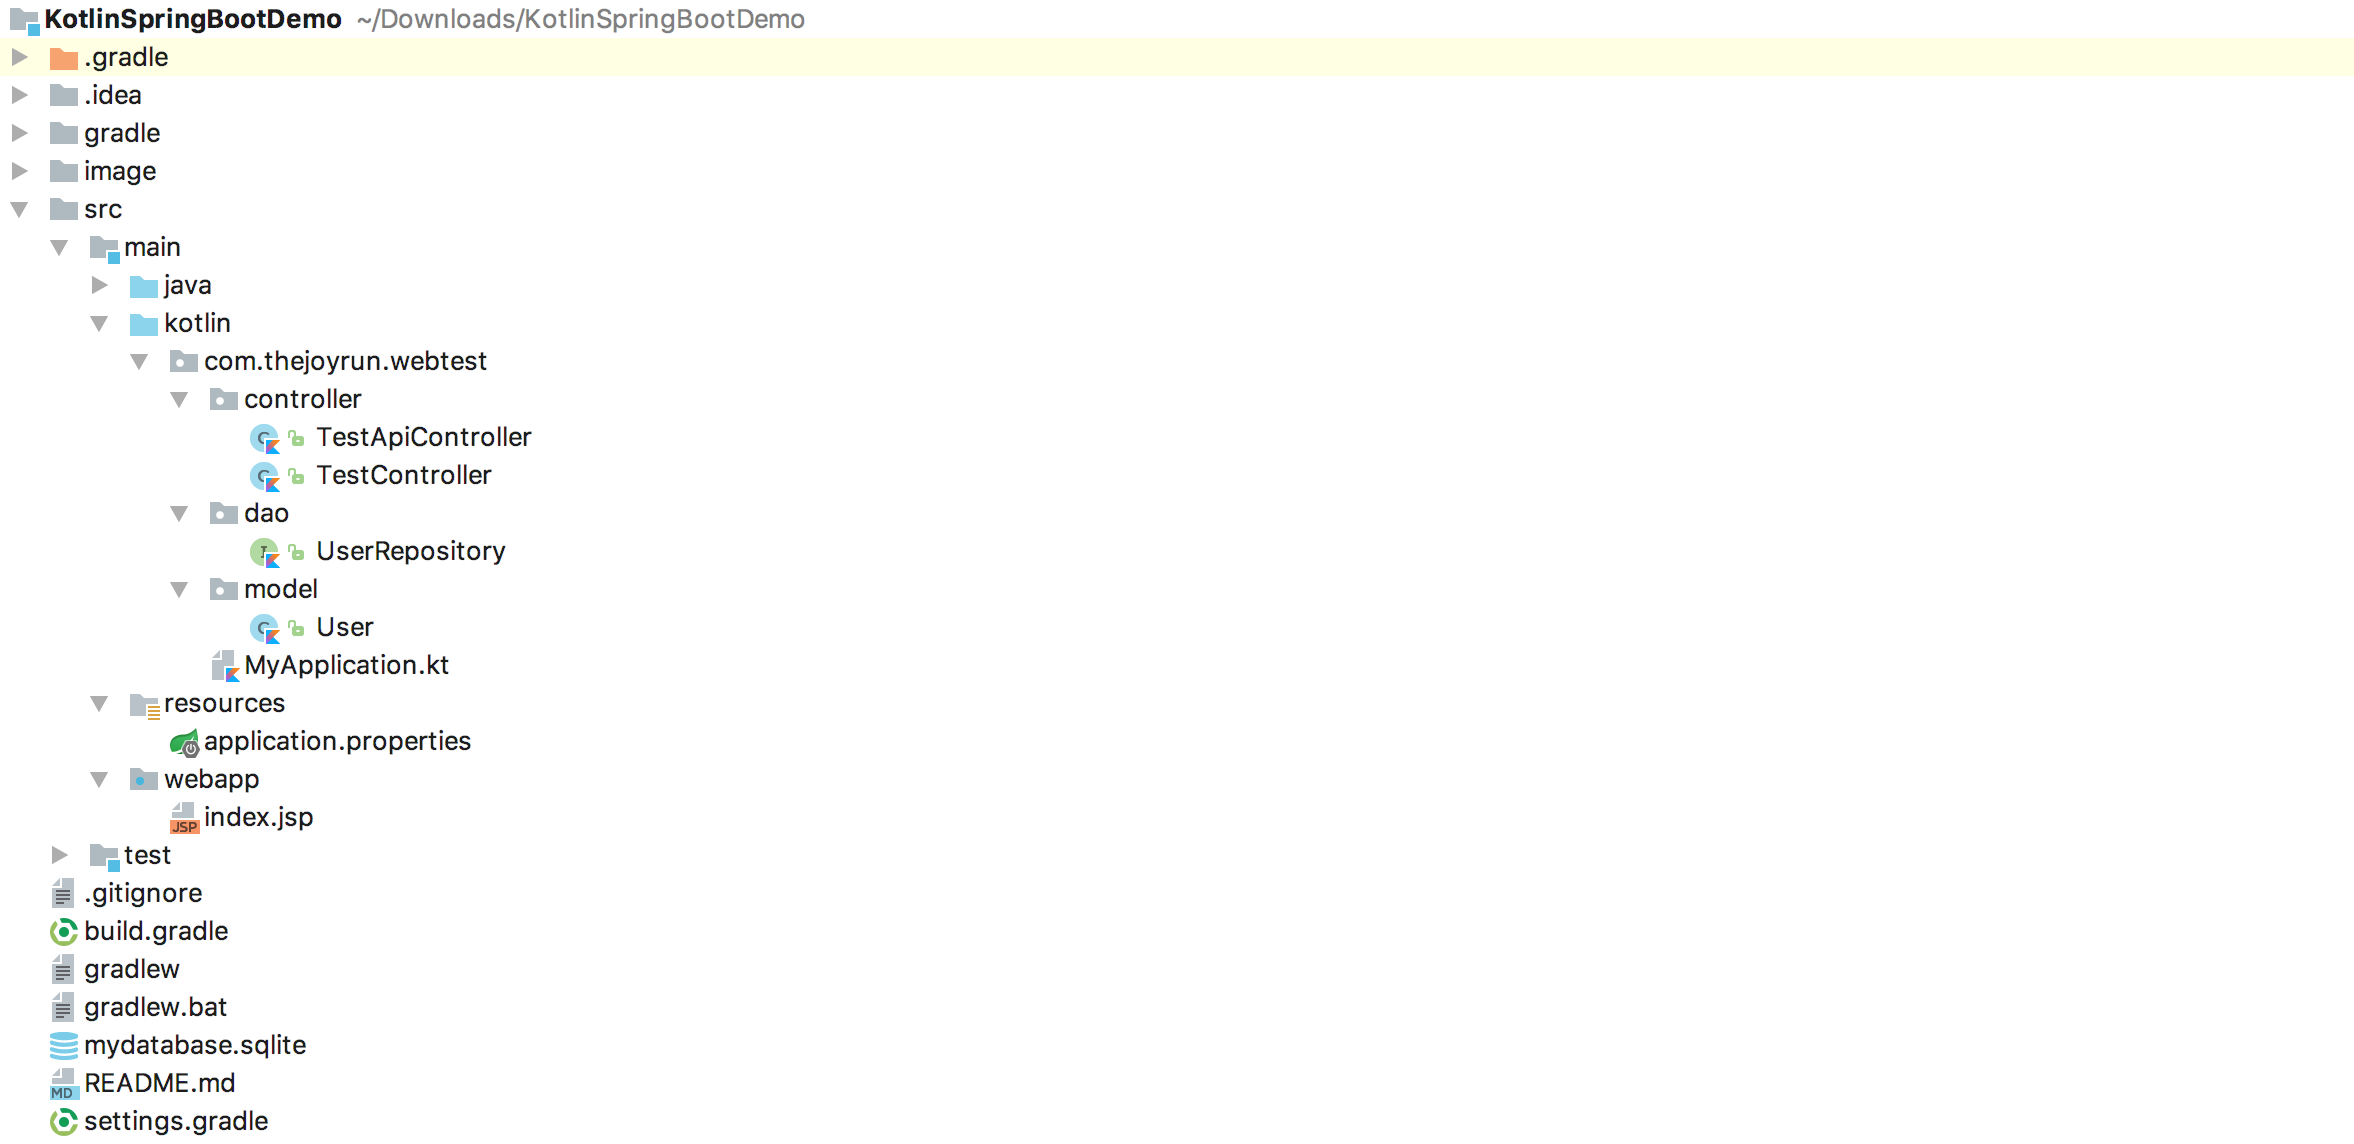 KotlinSpringBootDemo ~/Downloads/KotlinSpringBootDemo
.gradle
.idea
gradle
image
src
main
java
kotlin
com.thejoyrun.webtest
controller
C TestApiController
C TestController
dao
I UserRepository
model
C User
MyApplication.kt
resources
application.properties
webapp
JSP index.jsp
test
.gitignore
build.gradle
gradlew
gradlew.bat
mydatabase.sqlite
MD README.md
settings.gradle